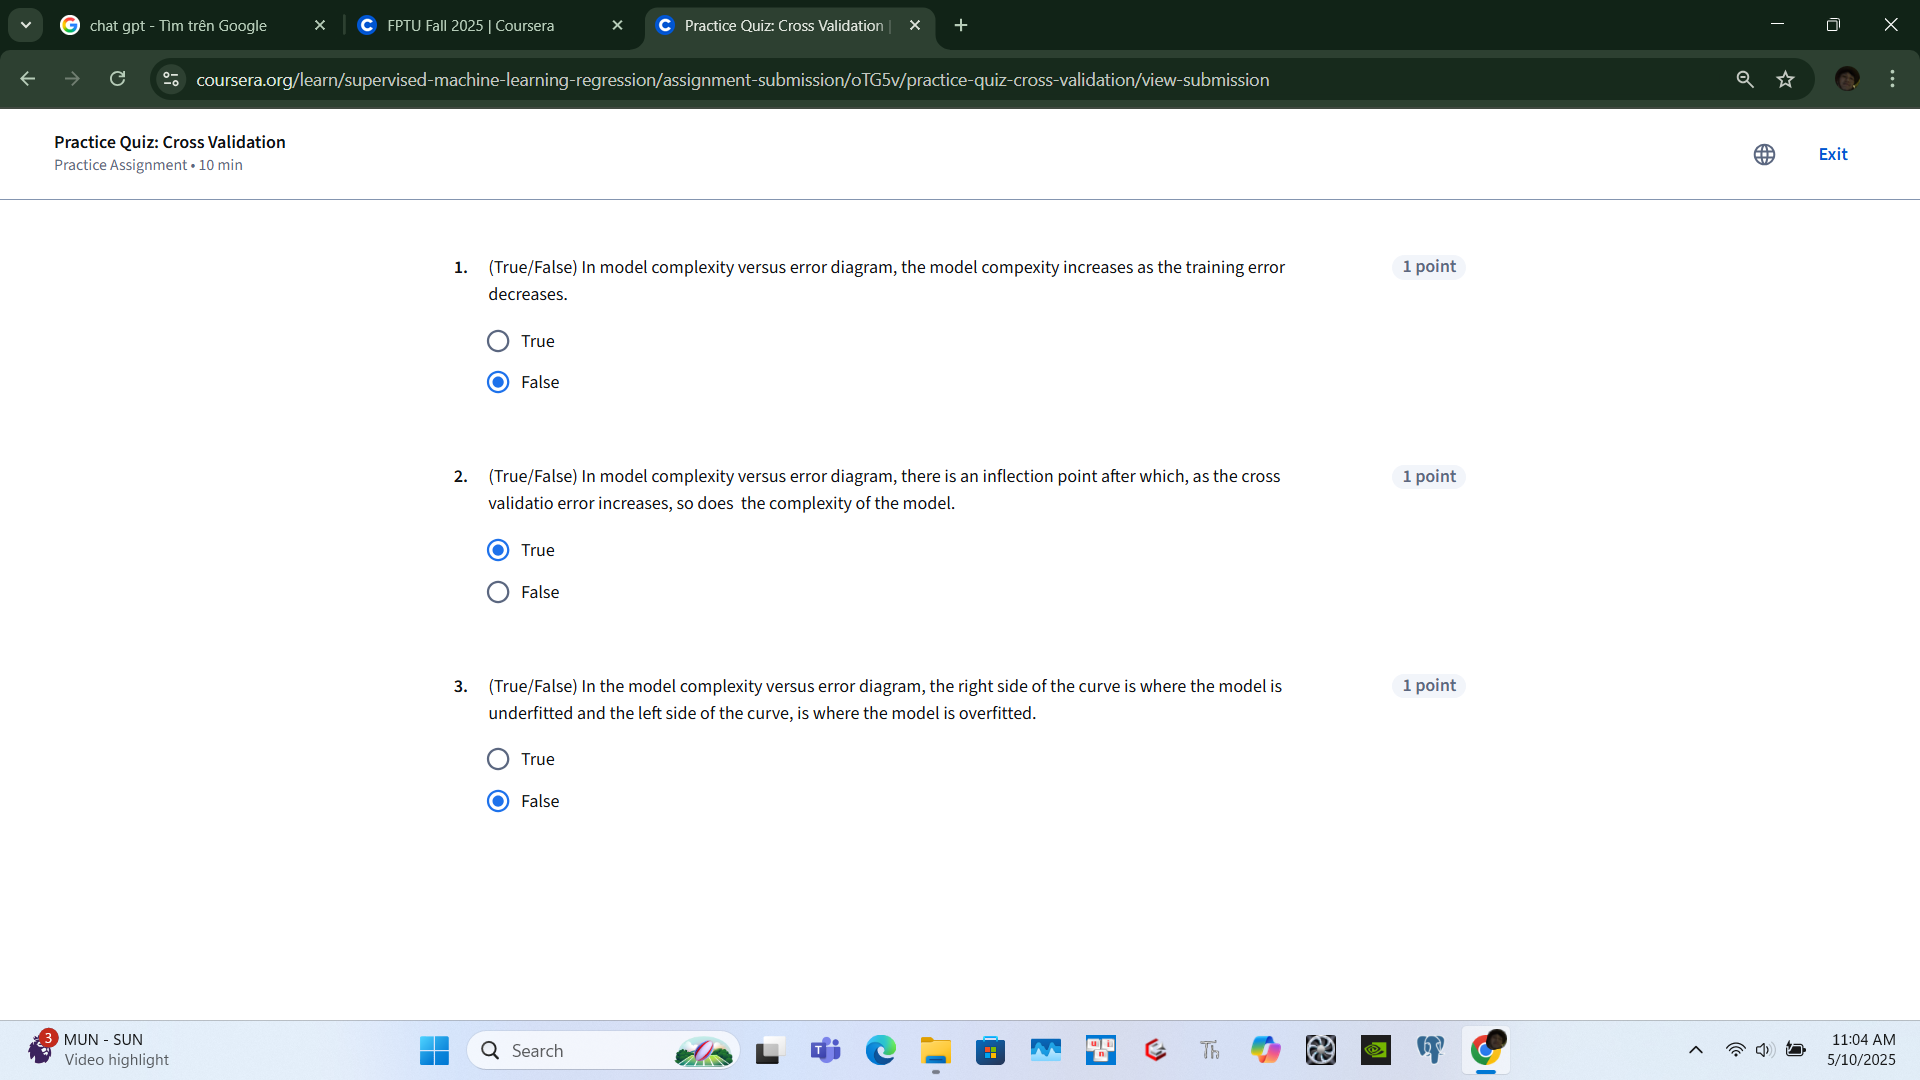 chat gpt - Tìm trên Google
FPTU Fall 2025 | Coursera
Practice Quiz: Cross Validation |
coursera.org/learn/supervised-machine-learning-regression/assignment-submission/oTG5v/practice-quiz-cross-validation/view-submission
Practice Quiz: Cross Validation
Practice Assignment • 10 min
Exit
1. (True/False) In model complexity versus error diagram, the model compexity increases as the training error
decreases.
1 point
True
False
2. (True/False) In model complexity versus error diagram, there is an inflection point after which, as the cross
validatio error increases, so does  the complexity of the model.
1 point
True
False
3. (True/False) In the model complexity versus error diagram, the right side of the curve is where the model is
underfitted and the left side of the curve, is where the model is overfitted.
1 point
True
False
3
MUN - SUN
Video highlight
Search
Th
11:04 AM
5/10/2025